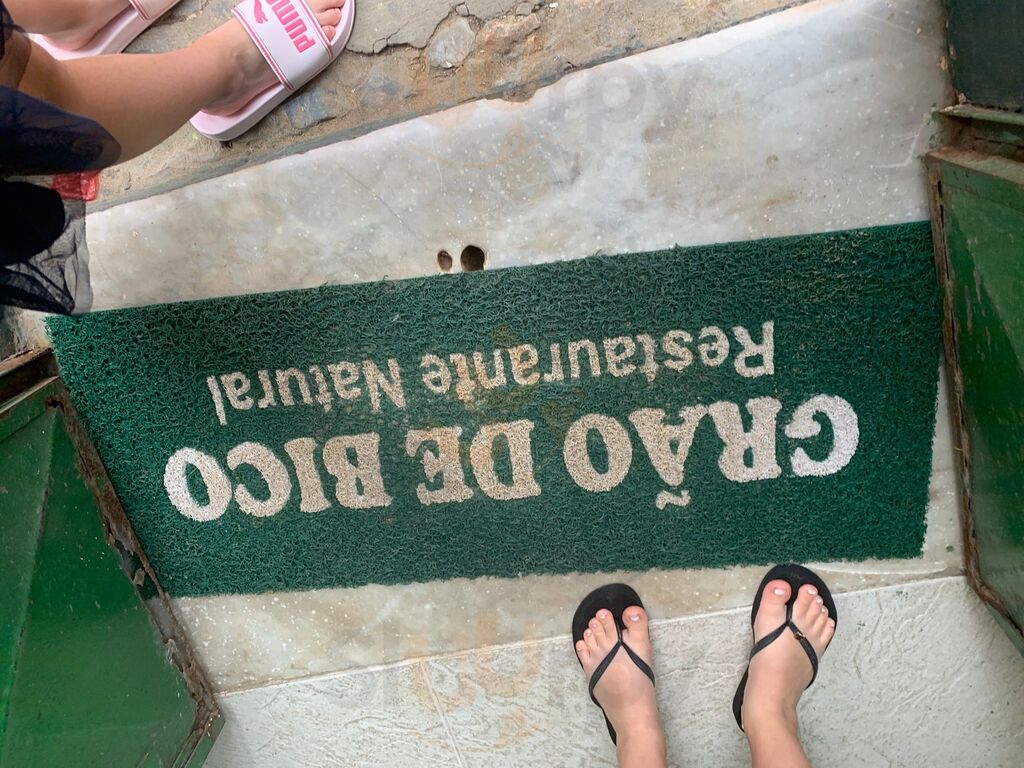 GRÃO DE BICO
Restaurante Natural
PUMA